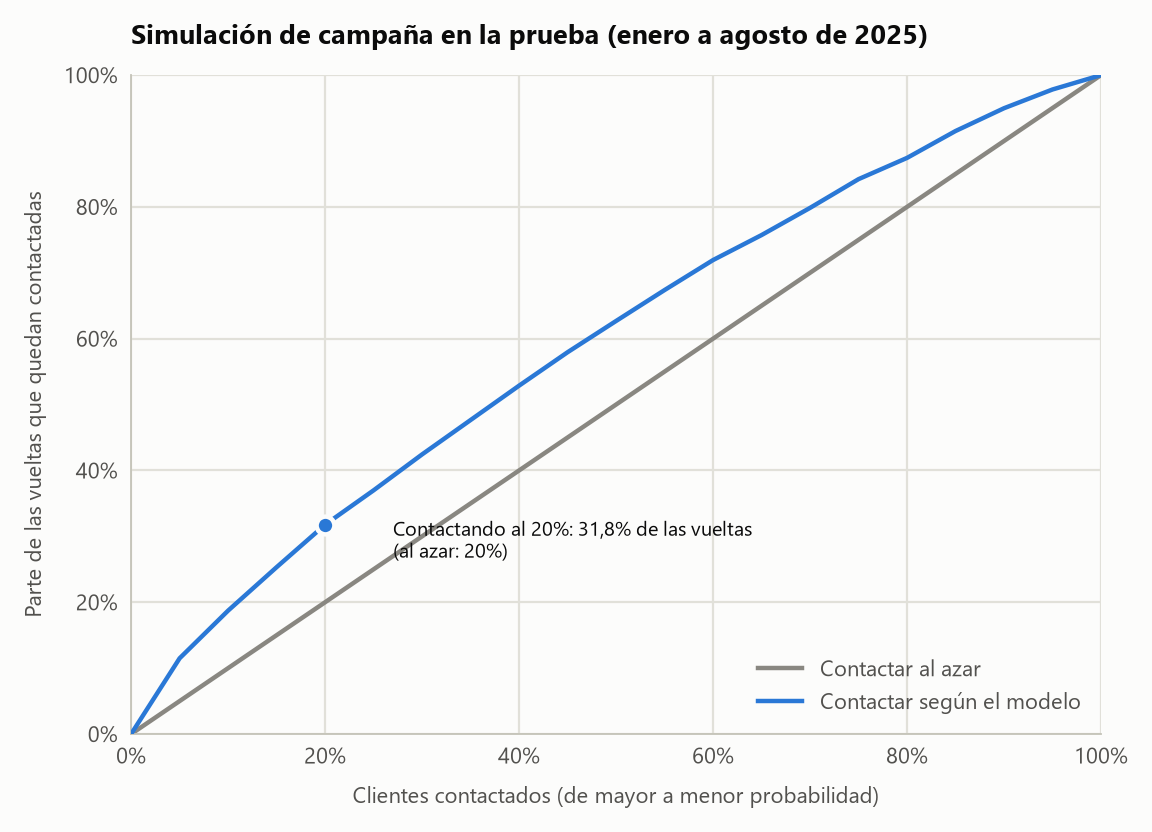 Simulación de campaña en la prueba (enero a agosto de 2025)
100%
80%
60%
40%
20%
0%
Parte de las vueltas que quedan contactadas
Contactando al 20%: 31,8% de las vueltas
(al azar: 20%)
Contactar al azar
Contactar según el modelo
0%
20%
40%
60%
80%
100%
Clientes contactados (de mayor a menor probabilidad)